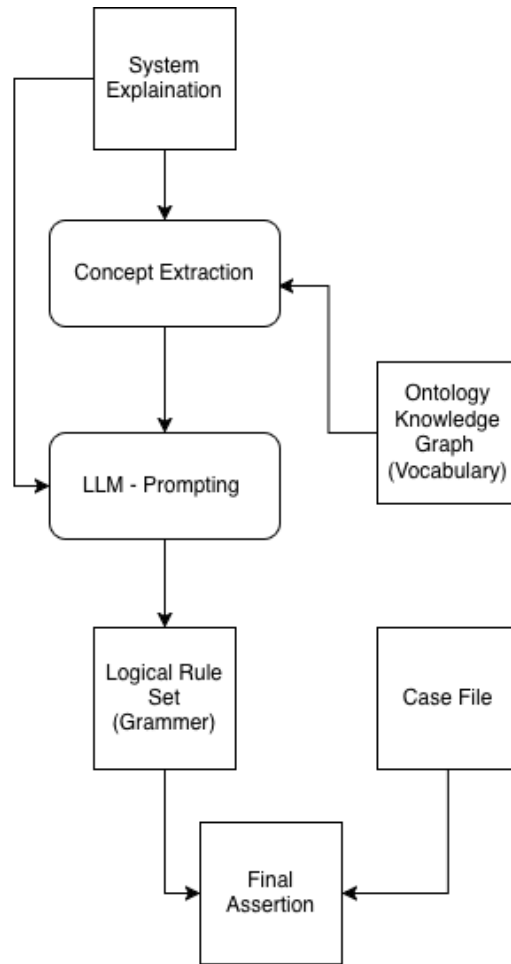 System
Explaination
Concept Extraction
Ontology
Knowledge
Graph
(Vocabulary)
LLM - Prompting
Logical Rule
Set
(Grammer)
Case File
Final
Assertion